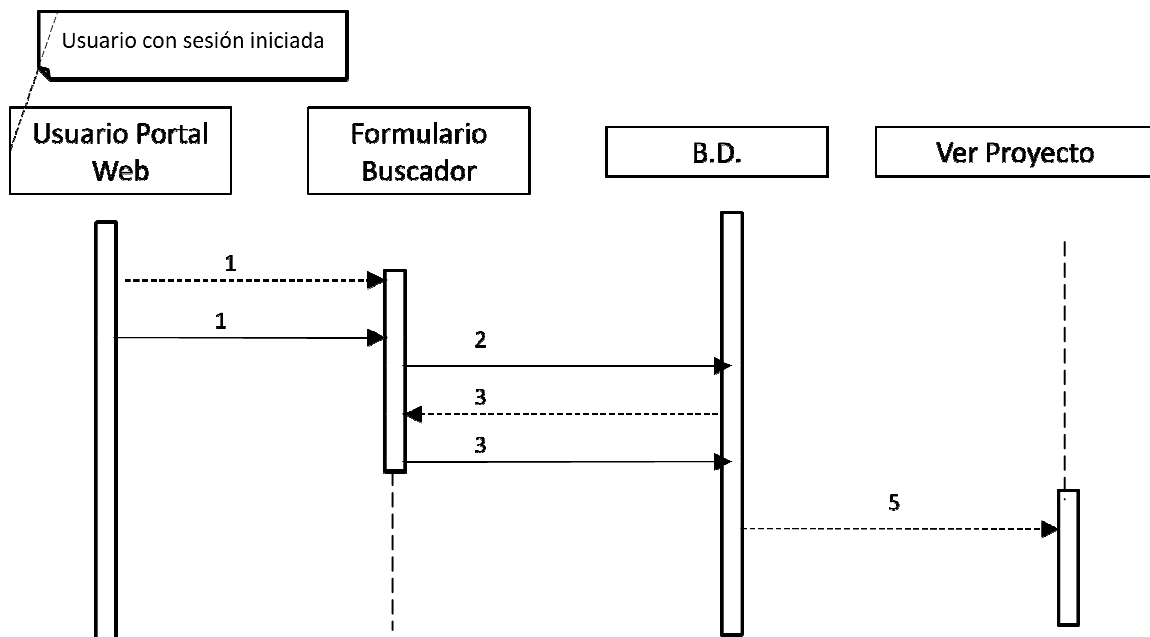 Usuario con sesión iniciada
Usuario Portal
Web
Formulario
Buscador
B.D.
Ver Proyecto
1
1
2
3
3
5